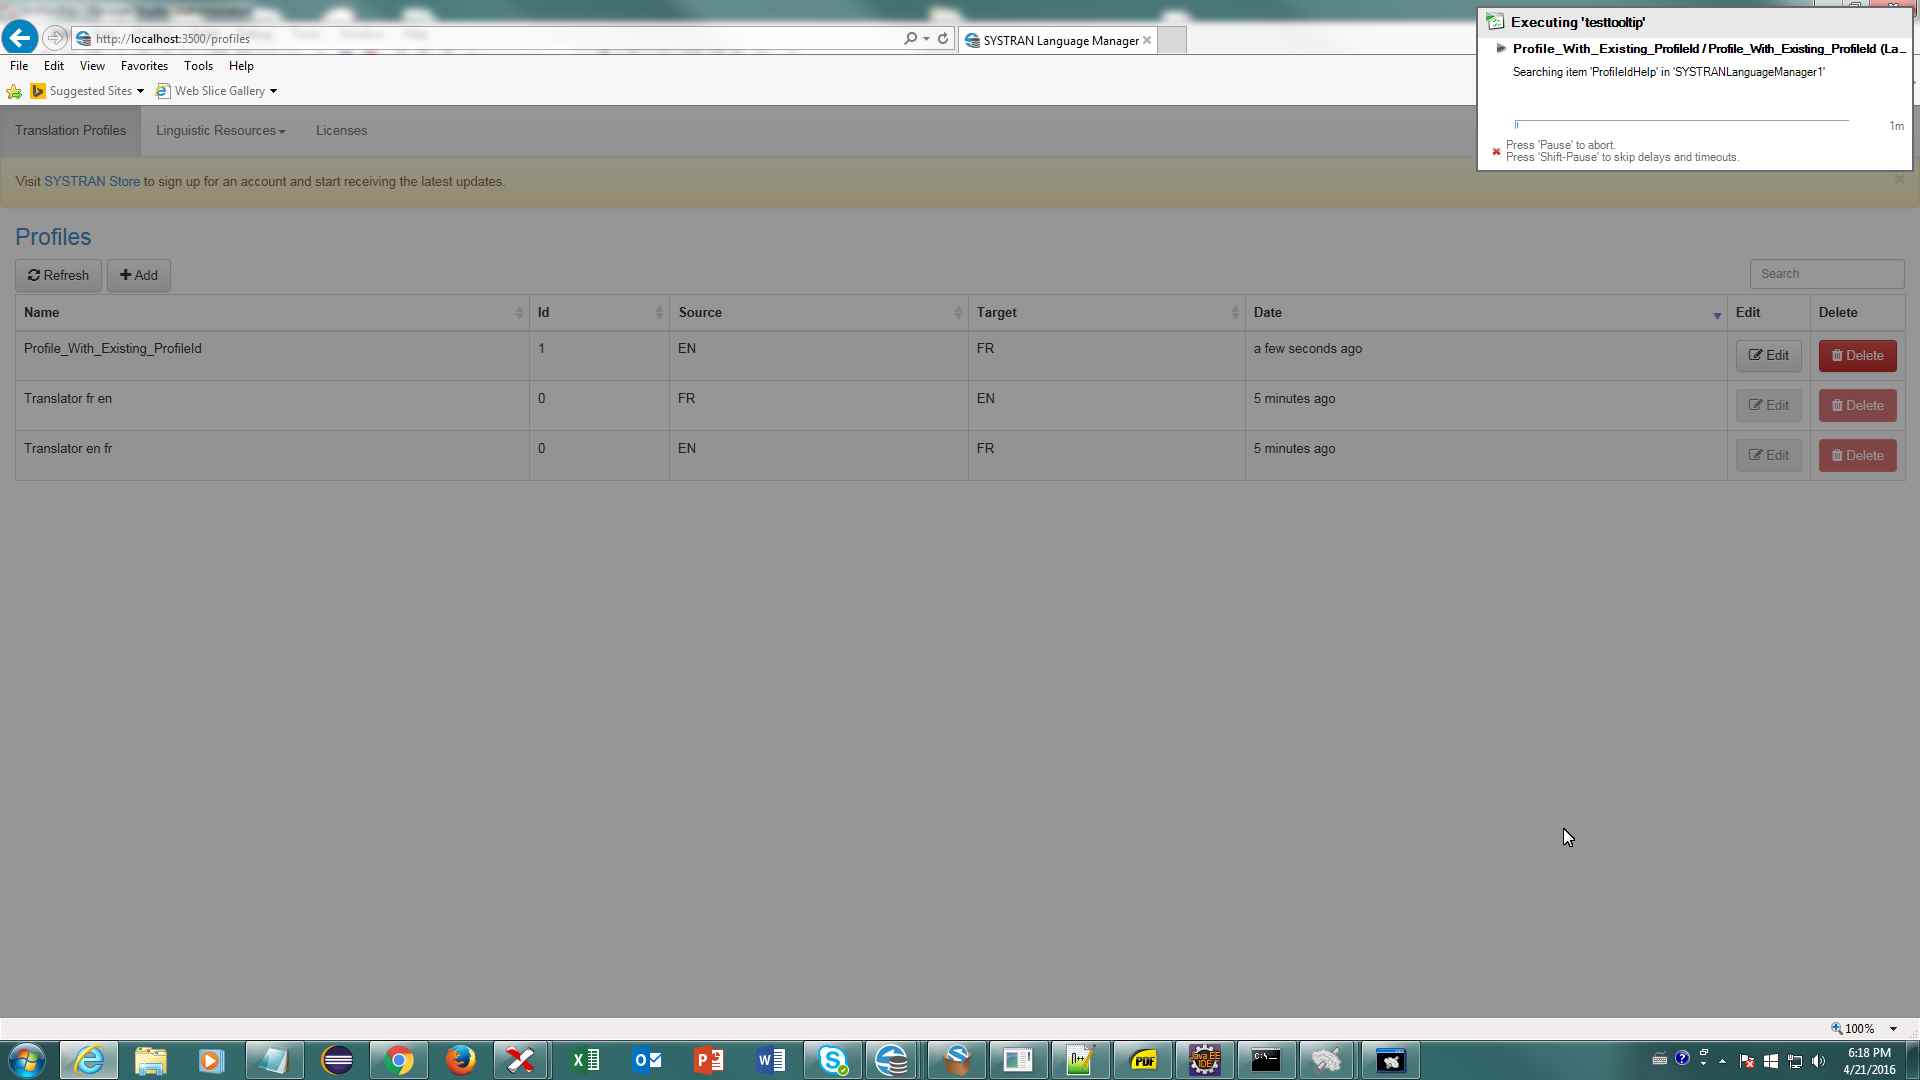 http://localhost:3500/profiles
SYSTRAN Language Manager
File Edit View Favorites Tools Help
Suggested Sites Web Slice Gallery
Executing 'testtooltip'
Profile_With_Existing_ProfileId / Profile_With_Existing_ProfileId (La...
Searching item 'ProfileIdHelp' in 'SYSTRANLanguageManager1'
1m
Press 'Pause' to abort.
Press 'Shift-Pause' to skip delays and timeouts.
Translation Profiles Linguistic Resources Licenses
Visit SYSTRAN Store to sign up for an account and start receiving the latest updates.
Profiles
Refresh Add Search
Name Id Source Target Date Edit Delete
Profile_With_Existing_ProfileId 1 EN FR a few seconds ago Edit Delete
Translator fr en 0 FR EN 5 minutes ago Edit Delete
Translator en fr 0 EN FR 5 minutes ago Edit Delete
100%
PDF
Java EE
IDE
C:\
6:18 PM
4/21/2016